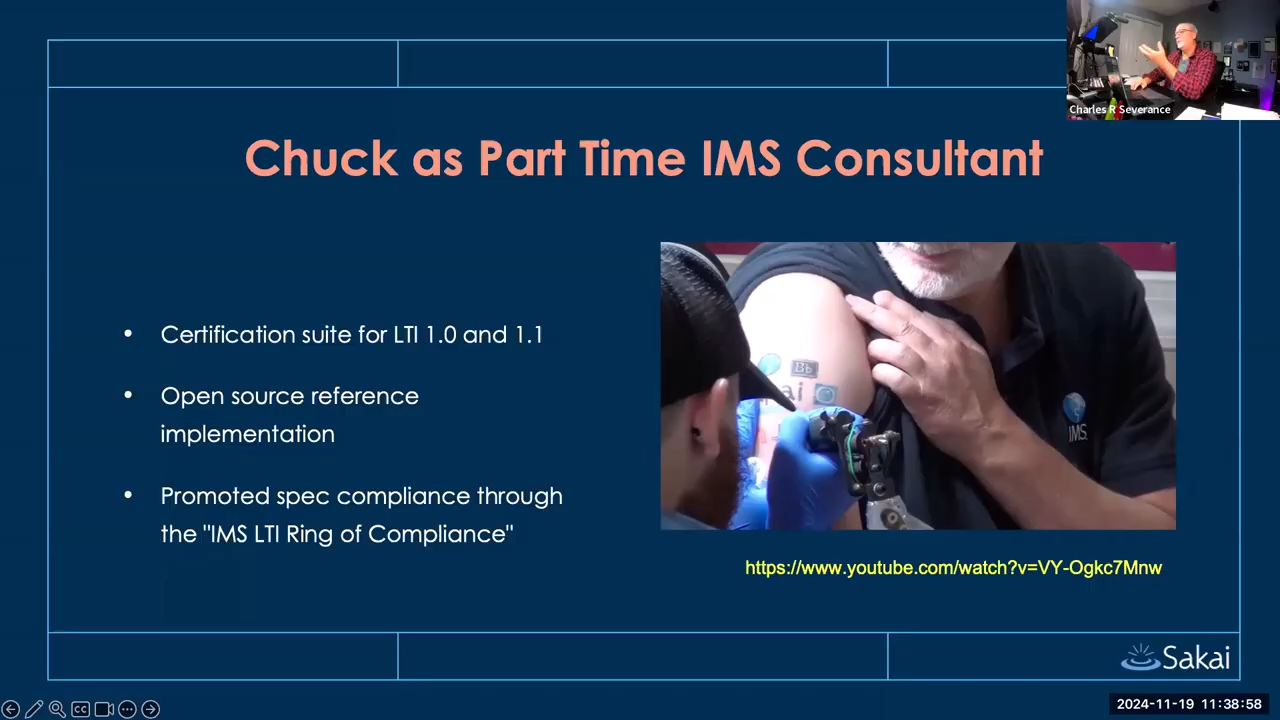 Charles R Severance
Chuck as Part Time IMS Consultant
• Certification suite for LTI 1.0 and 1.1
• Open source reference
implementation
• Promoted spec compliance through
the "IMS LTI Ring of Compliance"
Bb
ai
IMS
https://www.youtube.com/watch?v=VY-Ogkc7Mnw
Sakai
CC
2024-11-19 11:38:58